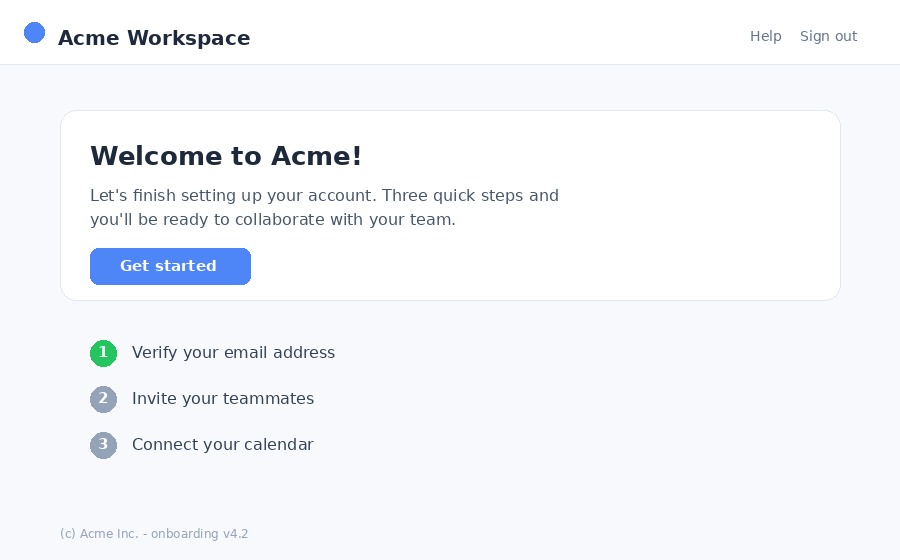 Acme Workspace
Help
Sign out
Welcome to Acme!
Let's finish setting up your account. Three quick steps and
you'll be ready to collaborate with your team.
Get started
1 Verify your email address
2 Invite your teammates
3 Connect your calendar
(c) Acme Inc. - onboarding v4.2